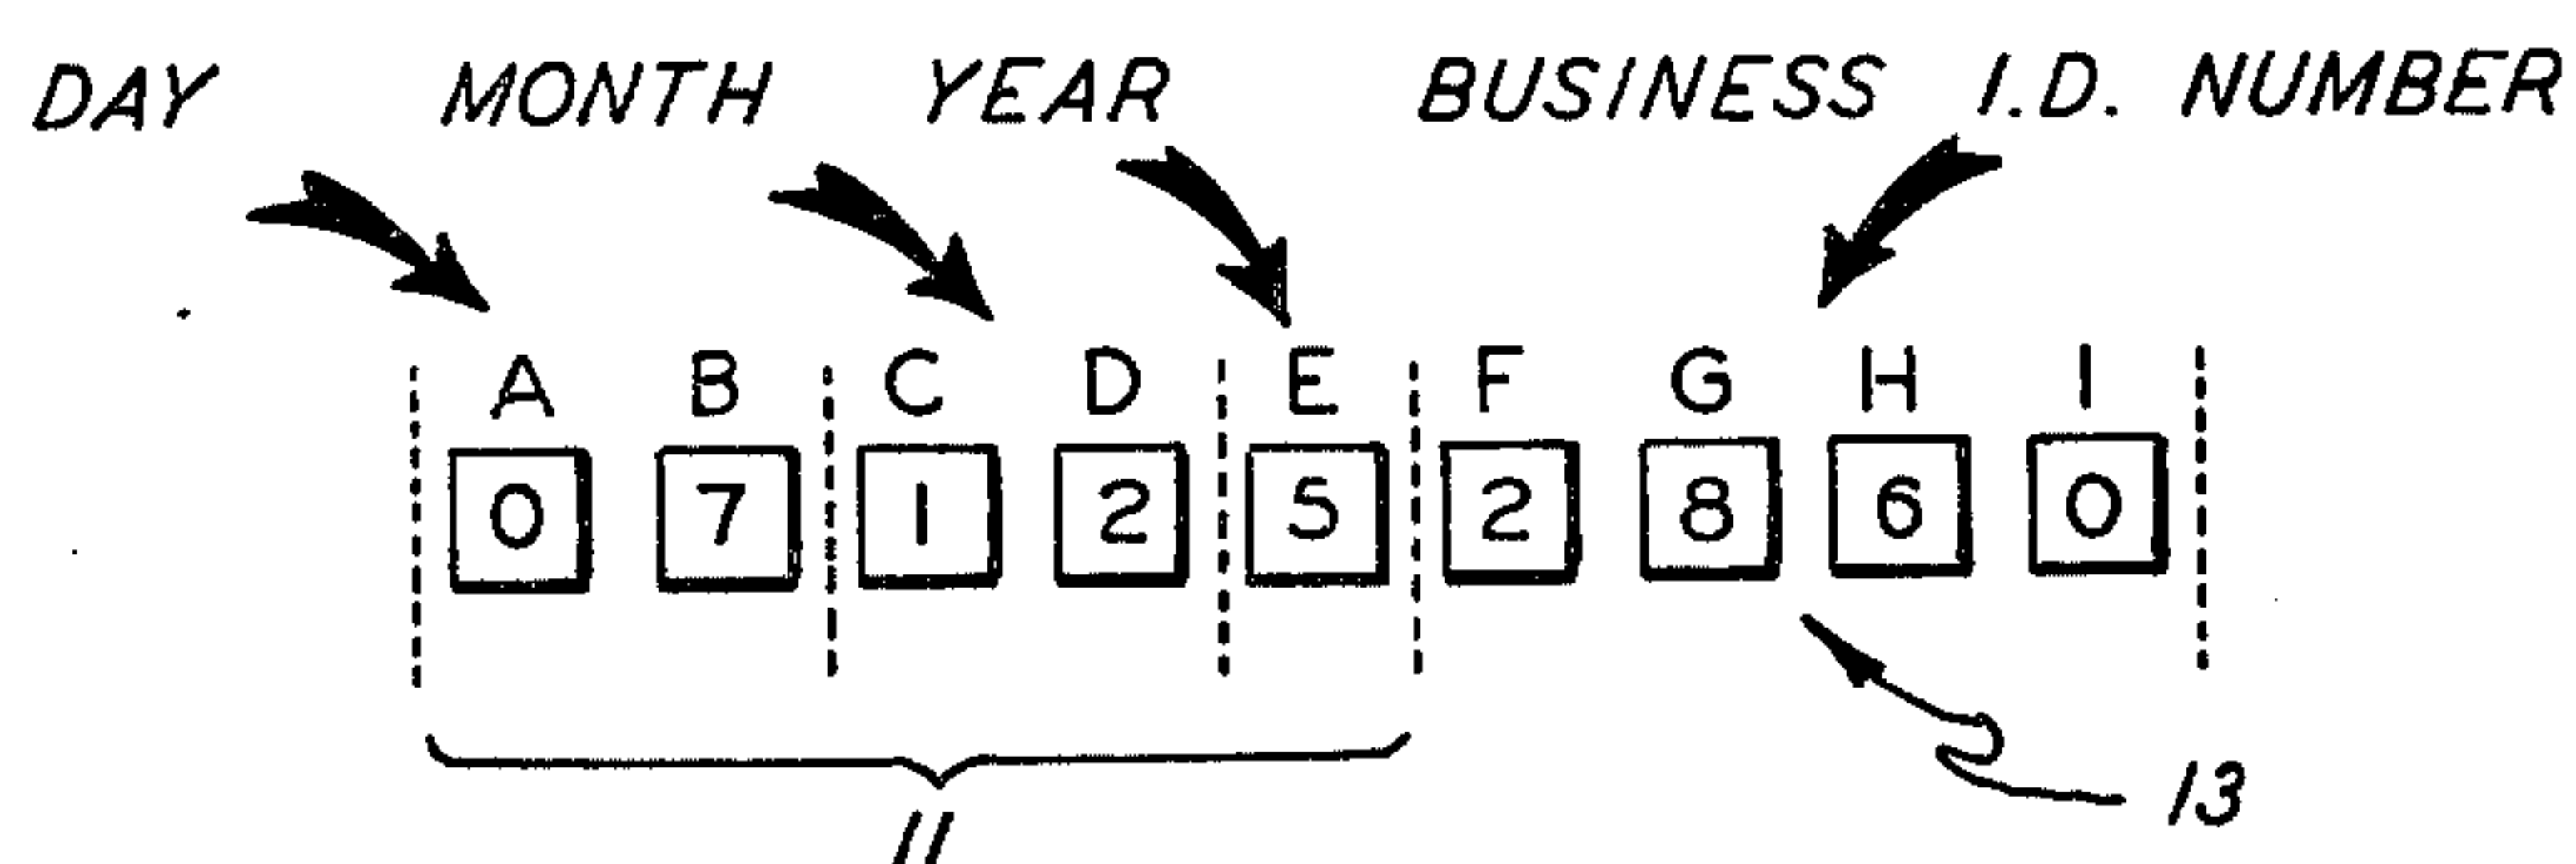 DAY MONTH YEAR BUSINESS I.D. NUMBER
A B C D E F G H I
0 7 1 2 5 2 8 6 0
11 13